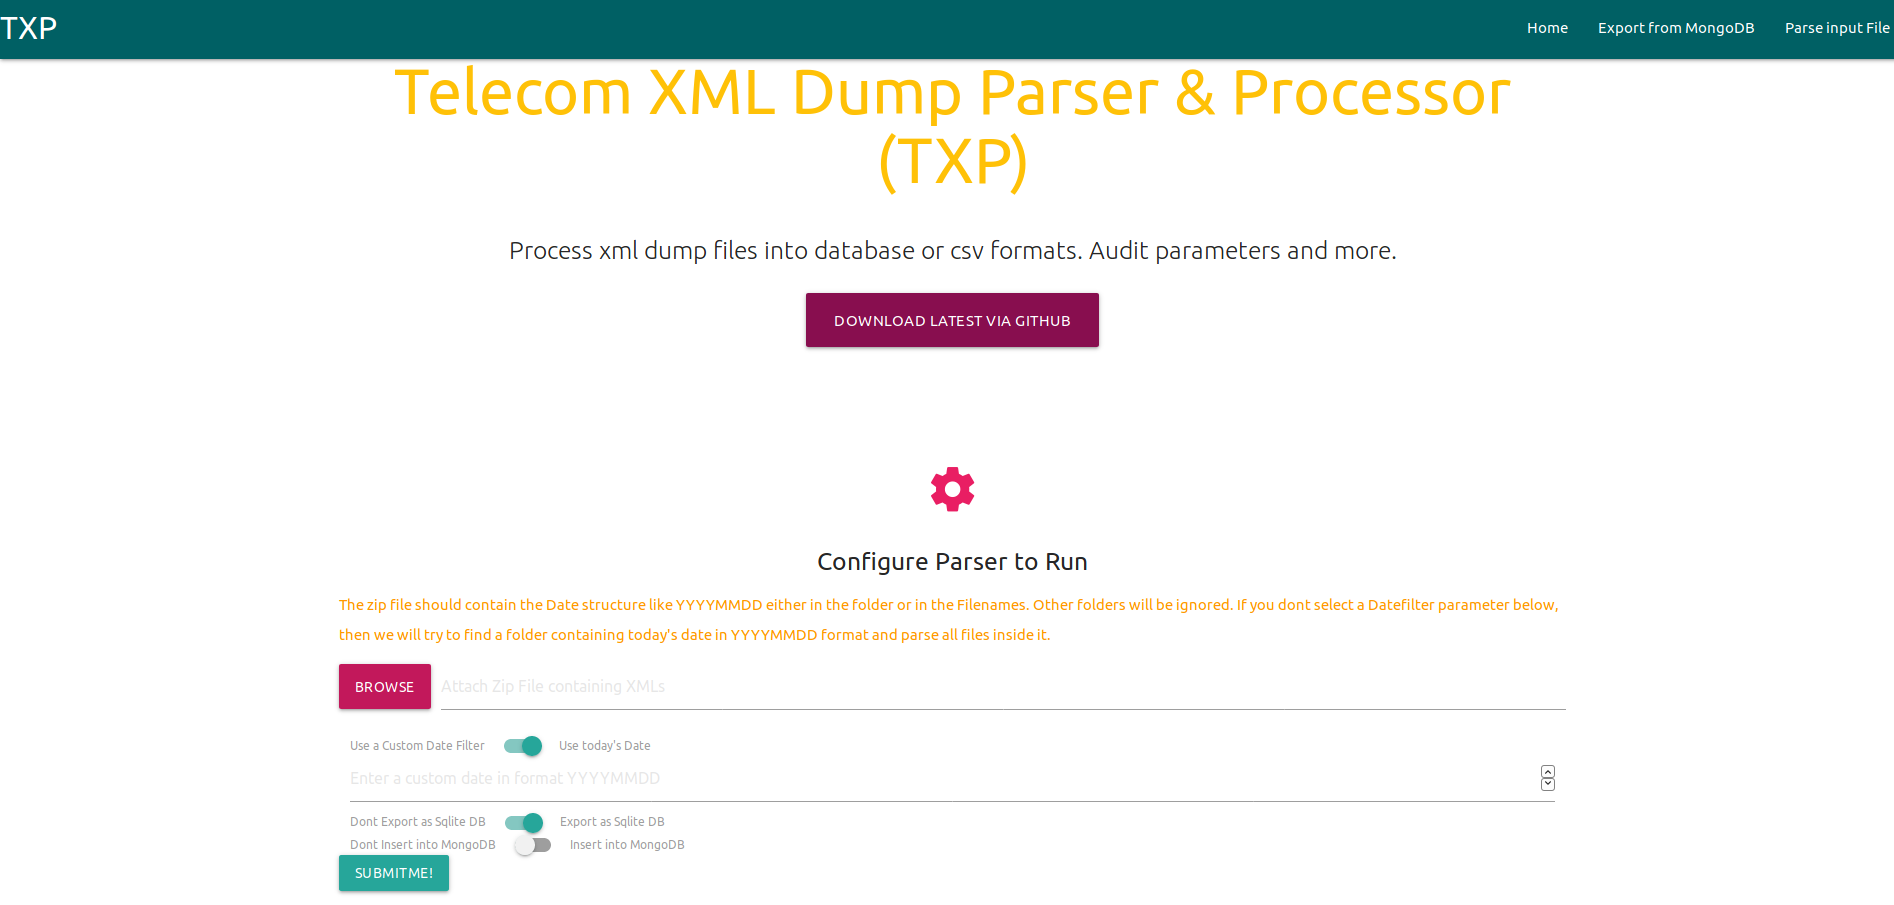 TXP
Home Export from MongoDB Parse input File
Telecom XML Dump Parser & Processor
(TXP)
Process xml dump files into database or csv formats. Audit parameters and more.
DOWNLOAD LATEST VIA GITHUB
Configure Parser to Run
The zip file should contain the Date structure like YYYYMMDD either in the folder or in the Filenames. Other folders will be ignored. If you dont select a Datefilter parameter below,
then we will try to find a folder containing today's date in YYYYMMDD format and parse all files inside it.
BROWSE Attach Zip File containing XMLs
Use a Custom Date Filter Use today's Date
Enter a custom date in format YYYYMMDD
Dont Export as Sqlite DB Export as Sqlite DB
Dont Insert into MongoDB Insert into MongoDB
SUBMITME!